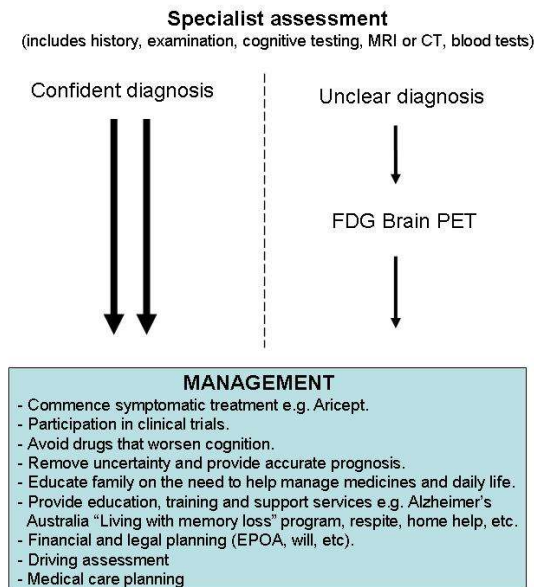 Specialist assessment
(includes history, examination, cognitive testing, MRI or CT, blood tests)
Confident diagnosis
Unclear diagnosis
FDG Brain PET
MANAGEMENT
- Commence symptomatic treatment e.g. Aricept.
- Participation in clinical trials.
- Avoid drugs that worsen cognition.
- Remove uncertainty and provide accurate prognosis.
- Educate family on the need to help manage medicines and daily life.
- Provide education, training and support services e.g. Alzheimer's
Australia “Living with memory loss” program, respite, home help, etc.
- Financial and legal planning (EPOA, will, etc).
- Driving assessment
- Medical care planning